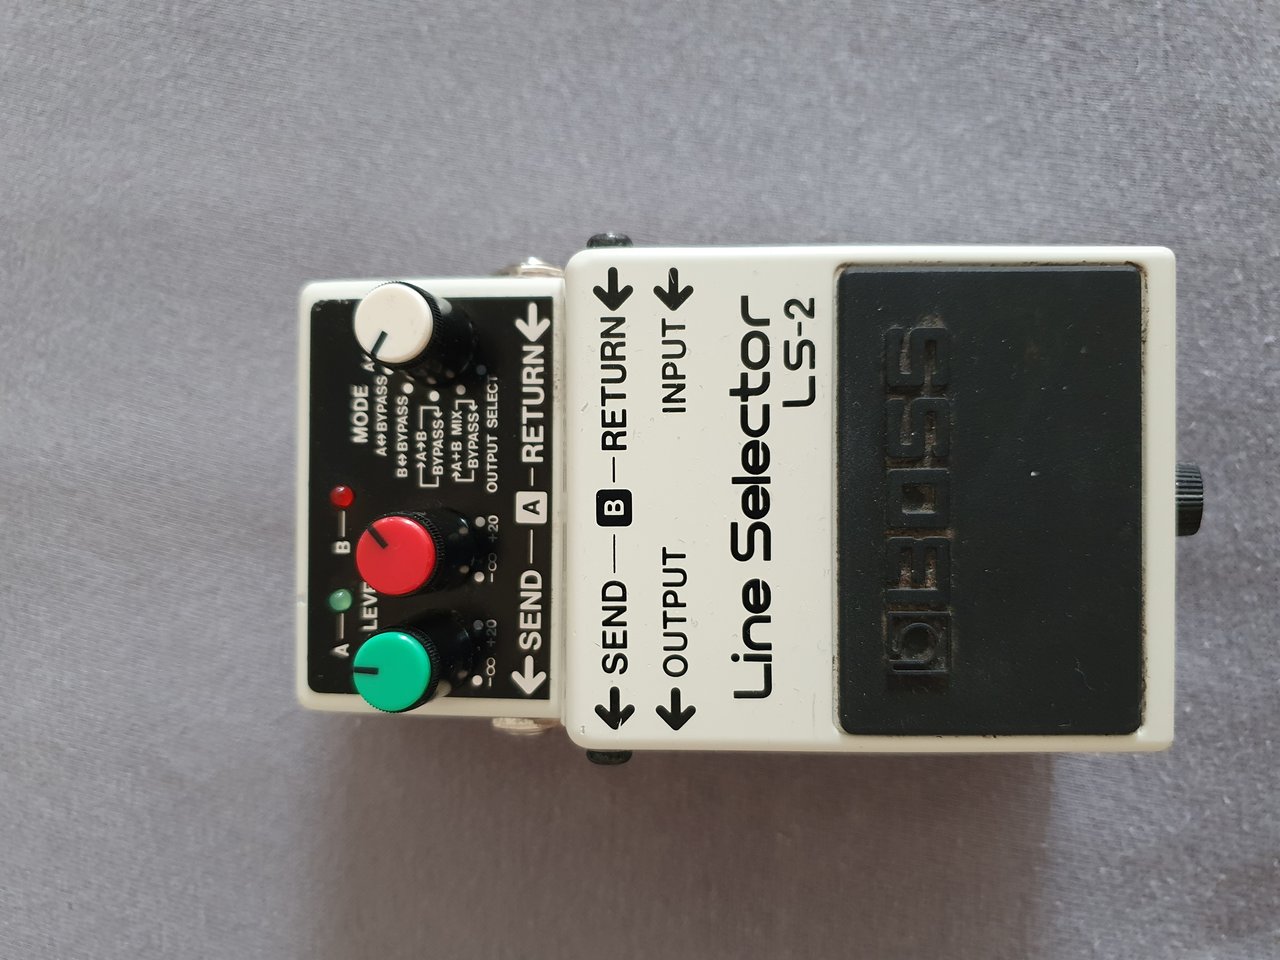 A B MODE
LEVE
A
A↔BYPASS
B↔BYPASS
→A→B
BYPASS
→A+B MIX
BYPASS
OUTPUT SELECT
-∞ +20 -∞ +20
←SEND—A—RETURN←
←SEND—B—RETURN←
←OUTPUT INPUT←
Line Selector
LS-2
BOSS